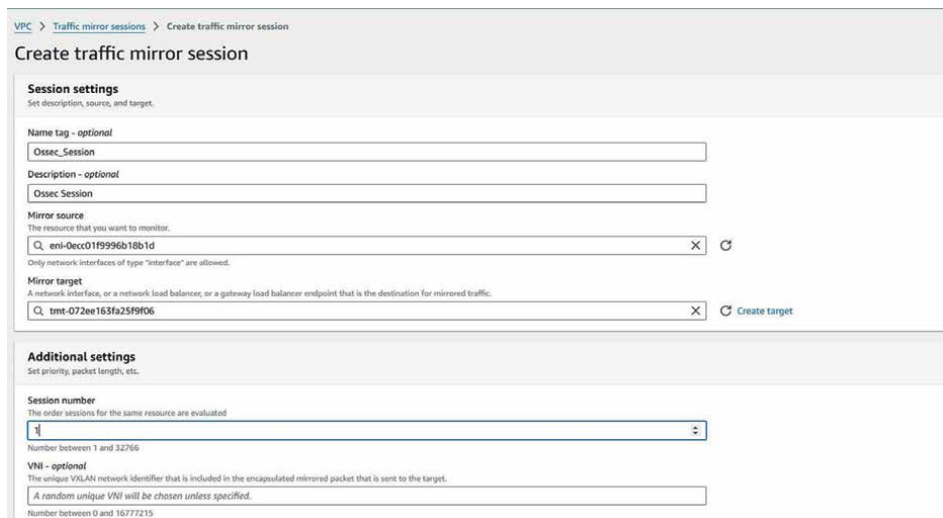 VPC > Traffic mirror sessions > Create traffic mirror session
Create traffic mirror session
Session settings
Set description, source, and target.
Name tag - optional
Ossec_Session
Description - optional
Ossec Session
Mirror source
The resource that you want to monitor.
eni-0ecc01f9996b18b1d
Only network interfaces of type "interface" are allowed.
Mirror target
A network interface, or a network load balancer, or a gateway load balancer endpoint that is the destination for mirrored traffic.
tmt-072ee163fa25f9f06
Create target
Additional settings
Set priority, packet length, etc.
Session number
The order sessions for the same resource are evaluated
1
Number between 1 and 32766
VNI - optional
The unique VXLAN network identifier that is included in the encapsulated mirrored packet that is sent to the target.
A random unique VNI will be chosen unless specified.
Number between 0 and 16777215